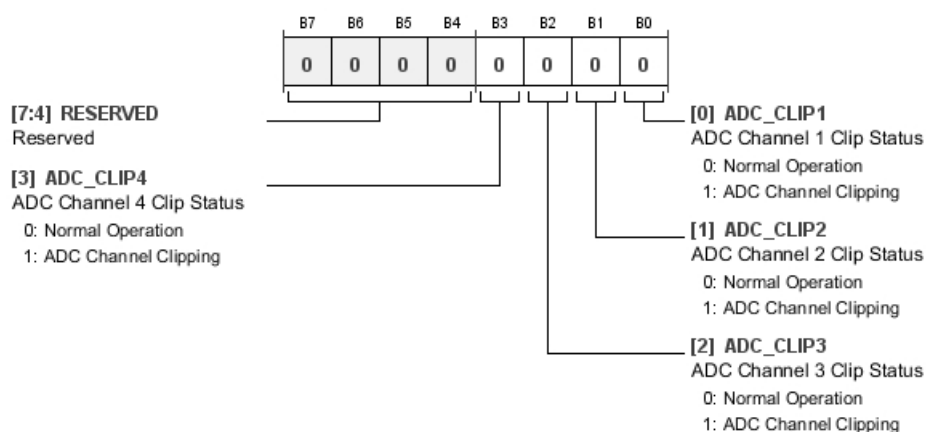 B7 B6 B5 B4 B3 B2 B1 B0
0 0 0 0 0 0 0 0
[7:4] RESERVED
Reserved
[3] ADC_CLIP4
ADC Channel 4 Clip Status
0: Normal Operation
1: ADC Channel Clipping
[0] ADC_CLIP1
ADC Channel 1 Clip Status
0: Normal Operation
1: ADC Channel Clipping
[1] ADC_CLIP2
ADC Channel 2 Clip Status
0: Normal Operation
1: ADC Channel Clipping
[2] ADC_CLIP3
ADC Channel 3 Clip Status
0: Normal Operation
1: ADC Channel Clipping